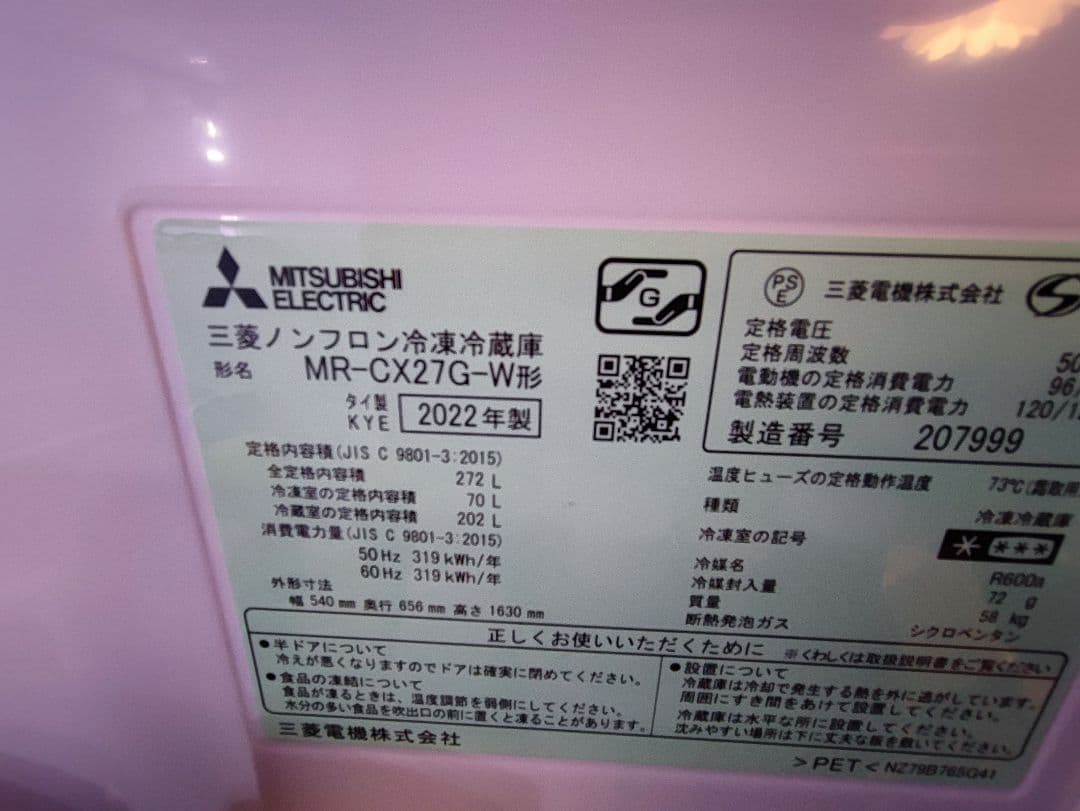 MITSUBISHI
ELECTRIC
三菱ノンフロン冷凍冷蔵庫
形名 MR-CX27G-W形
タイ製
KYE
2022年製
定格内容積(JIS C 9801-3:2015)
全定格内容積 272 L
冷凍室の定格内容積 70 L
冷蔵室の定格内容積 202 L
消費電力量(JIS C 9801-3:2015)
50Hz 319kWh/年
60Hz 319kWh/年
外形寸法
幅 540mm 奥行 656mm 高さ 1630mm
G
PS
E
三菱電機株式会社
定格電圧
定格周波数 50
電動機の定格消費電力 96
電熱装置の定格消費電力 120/1
製造番号 207999
温度ヒューズの定格動作温度 73℃(霜取用
種類 冷凍冷蔵庫
冷凍室の記号
冷媒名 R600a
冷媒封入量 72 g
質量 58 kg
断熱発泡ガス シクロペンタン
正しくお使いいただくために ※くわしくは取扱説明書をご覧ください
●半ドアについて
冷えが悪くなりますのでドアは確実に閉めてください。
●食品の凍結について
食品が凍るときは、温度調節を弱側にしてください。
水分の多い食品を吹出口の前に置くと凍ることがあります。
●設置について
冷蔵庫は冷却で発生する熱を外に逃がしています。
周囲にすき間をあけて設置してください。
冷蔵庫は水平な所に設置してください。
沈みやすい場所は下に丈夫な板を敷いてください。
三菱電機株式会社
>PET< NZ79B765G41